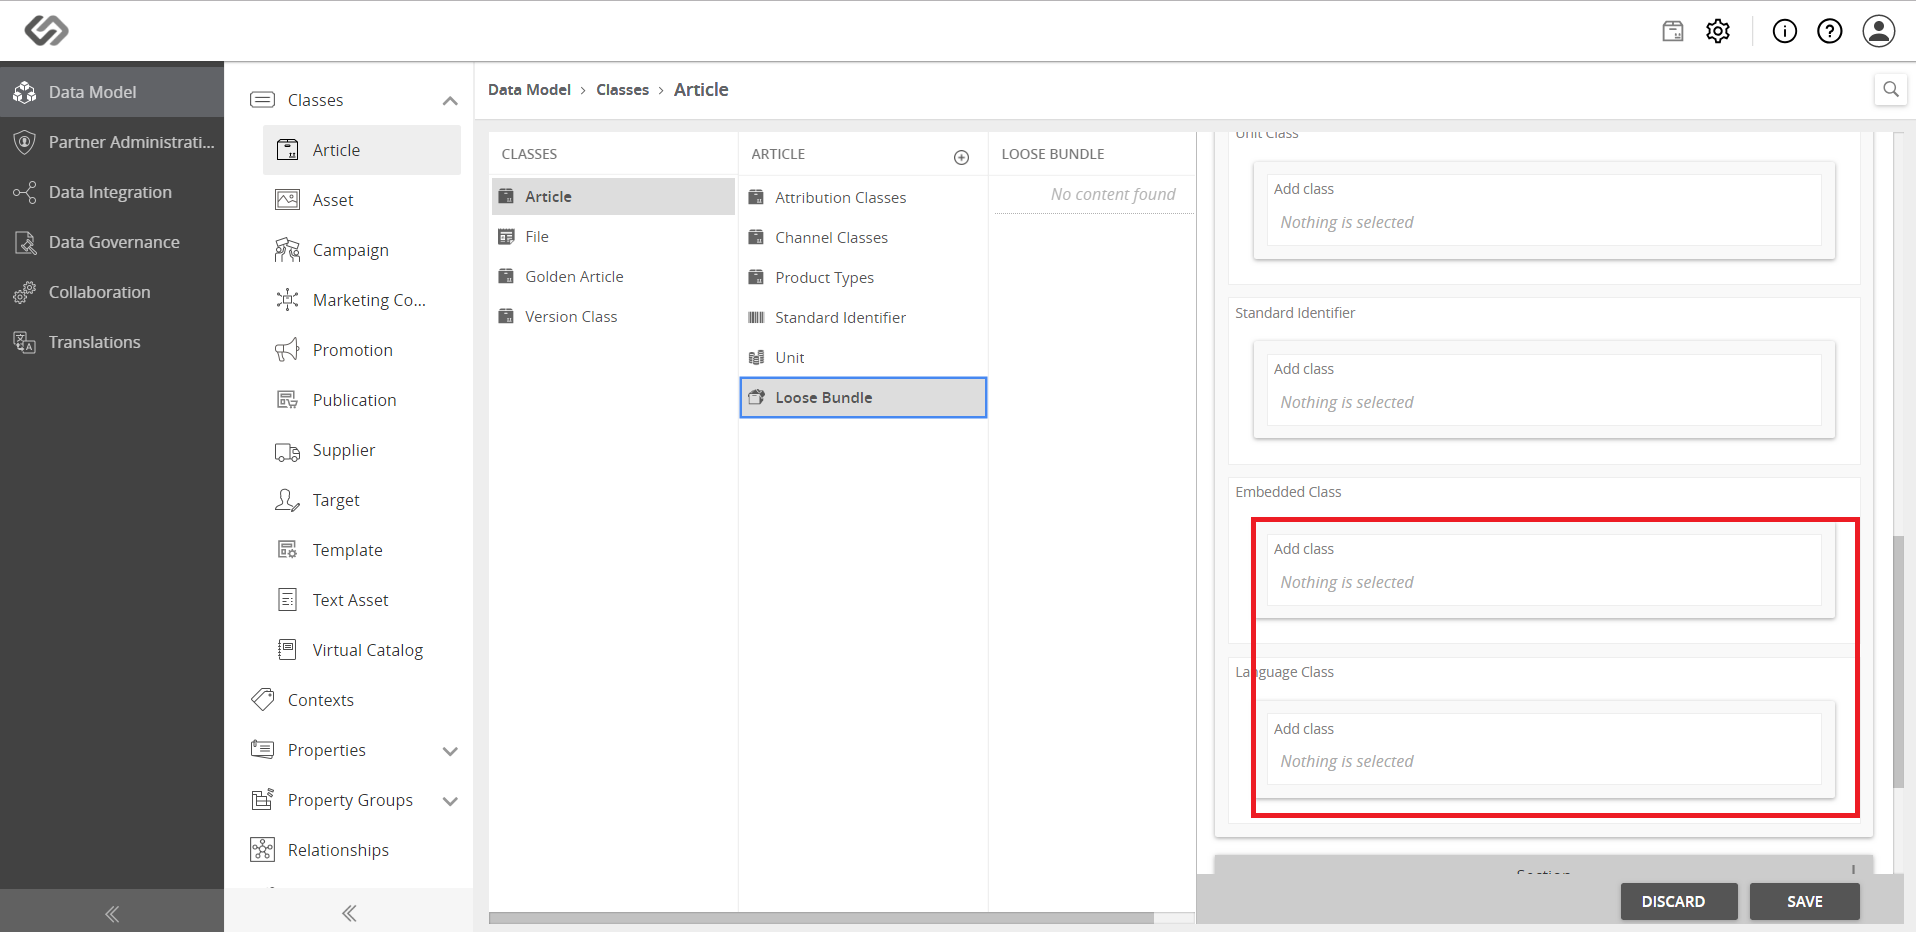 Data Model
Partner Administrati...
Data Integration
Data Governance
Collaboration
Translations
Classes
Article
Asset
Campaign
Marketing Co...
Promotion
Publication
Supplier
Target
Template
Text Asset
Virtual Catalog
Contexts
Properties
Property Groups
Relationships
Data Model > Classes > Article
CLASSES
Article
File
Golden Article
Version Class
ARTICLE
Attribution Classes
Channel Classes
Product Types
Standard Identifier
Unit
Loose Bundle
LOOSE BUNDLE
No content found
Unit Class
Add class
Nothing is selected
Standard Identifier
Add class
Nothing is selected
Embedded Class
Add class
Nothing is selected
Language Class
Add class
Nothing is selected
Section
DISCARD
SAVE